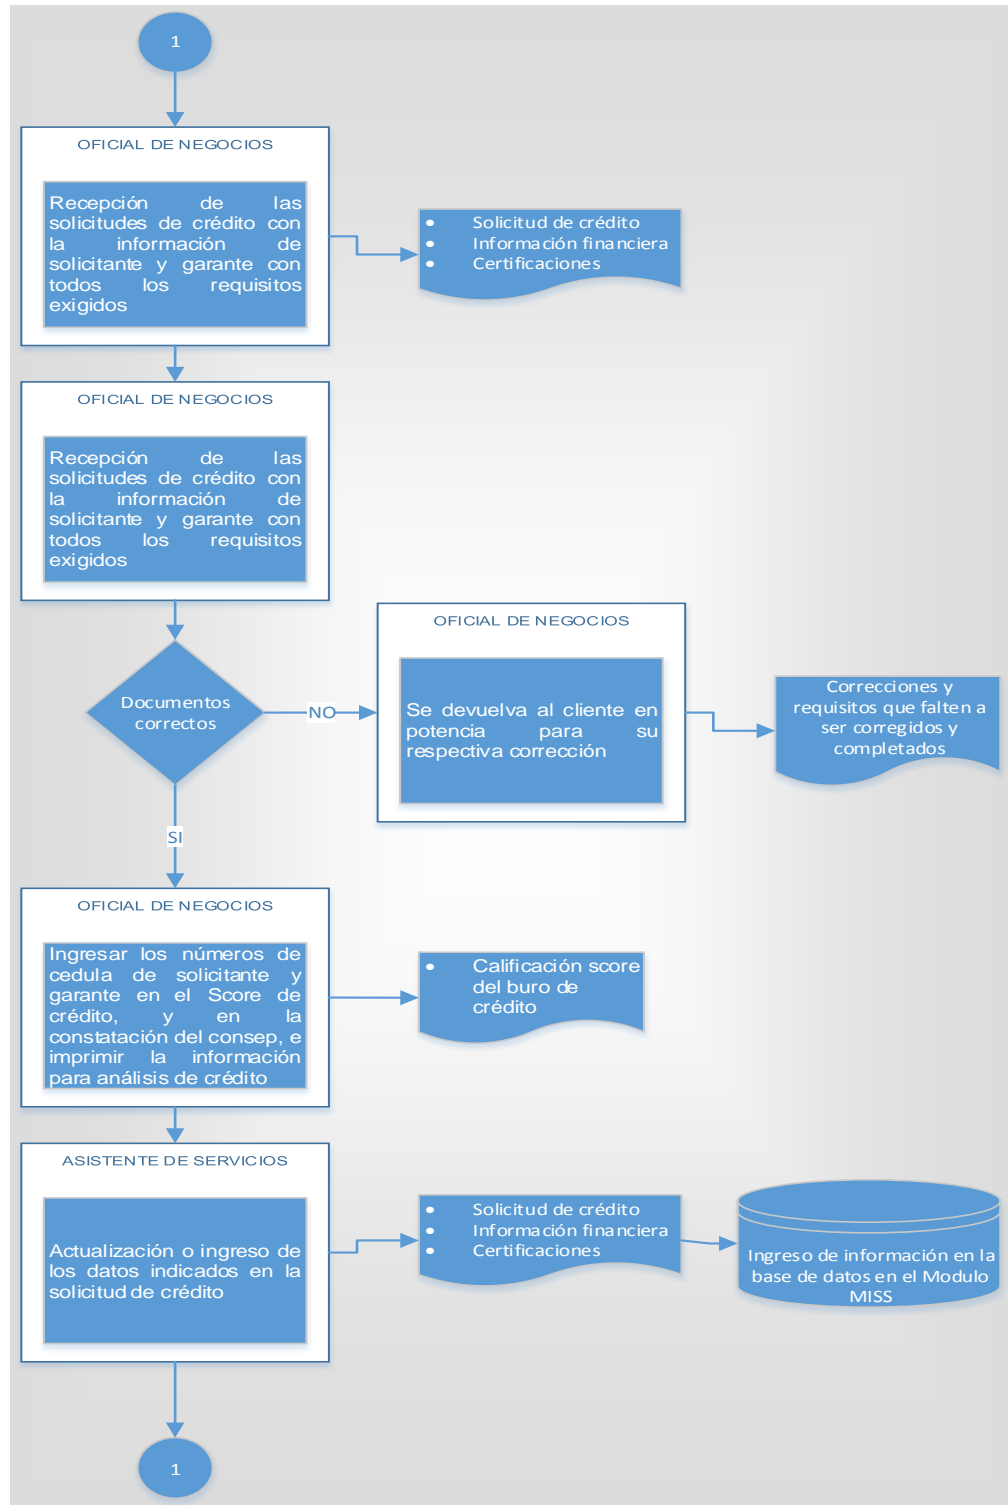 1
OFICIAL DE NEGOCIOS
Recepción de las
solicitudes de crédito con
la información de
solicitante y garante con
todos los requisitos
exigidos
• Solicitud de crédito
• Información financiera
• Certificaciones
OFICIAL DE NEGOCIOS
Recepción de las
solicitudes de crédito con
la información de
solicitante y garante con
todos los requisitos
exigidos
Documentos
correctos
NO
OFICIAL DE NEGOCIOS
Se devuelva al cliente en
potencia para su
respectiva corrección
Correcciones y
requisitos que falten a
ser corregidos y
completados
SI
OFICIAL DE NEGOCIOS
Ingresar los números de
cedula de solicitante y
garante en el Score de
crédito, y en la
constatación del consep, e
imprimir la información
para análisis de crédito
• Calificación score
del buro de
crédito
ASISTENTE DE SERVICIOS
Actualización o ingreso de
los datos indicados en la
solicitud de crédito
• Solicitud de crédito
• Información financiera
• Certificaciones
Ingreso de información en la
base de datos en el Modulo
MISS
1